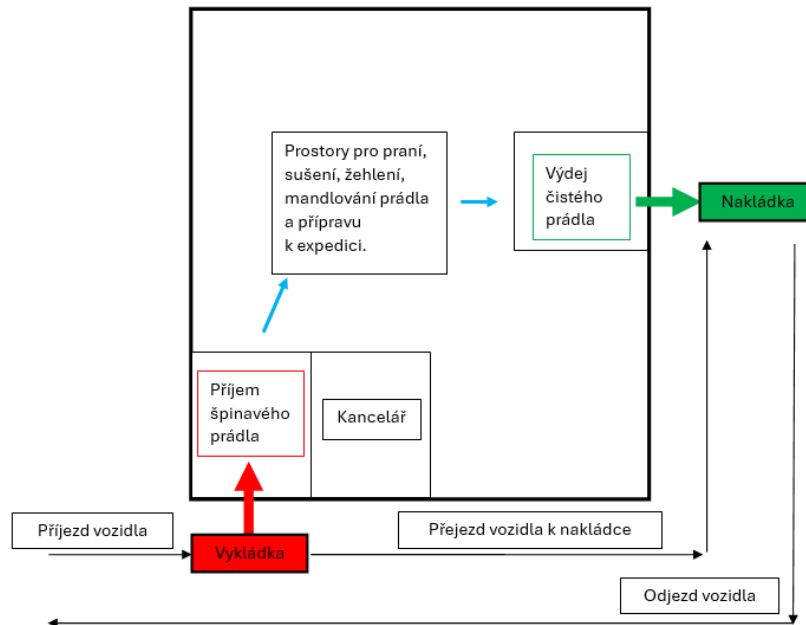 Prostory pro praní,
sušení, žehlení,
mandlování prádla
a přípravu
k expedici.
Výdej
čistého
prádla
Nakládka
Příjem
špinavého
prádla
Kancelář
Příjezd vozidla
Vykládka
Přejezd vozidla k nakládce
Odjezd vozidla